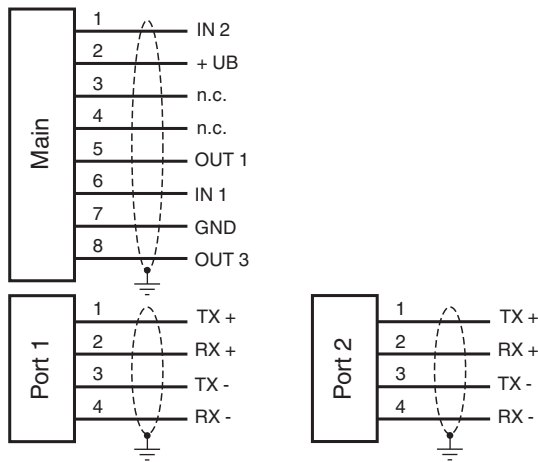 Main
1 IN 2
2 + UB
3 n.c.
4 n.c.
5 OUT 1
6 IN 1
7 GND
8 OUT 3
Port 1
1 TX +
2 RX +
3 TX -
4 RX -
Port 2
1 TX +
2 RX +
3 TX -
4 RX -